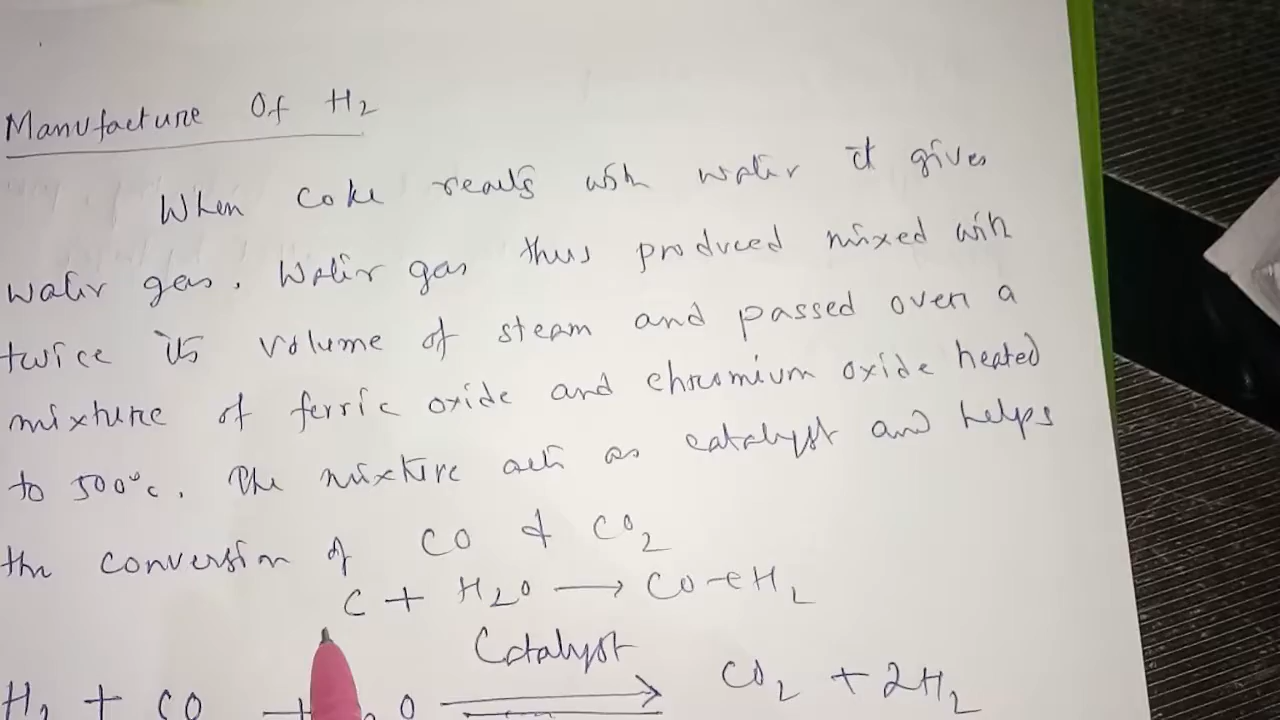 Manufacture Of H2
When coke reacts with water it gives
water gas. Water gas thus produced mixed with
twice its volume of steam and passed over a
mixture of ferric oxide and chromium oxide heated
to 500°c. The mixture acts as catalyst and helps
the conversion of CO & CO2
C + H2O → CO + H2
Catalyst
H2 + CO + 2O ⇌ CO2 + 2H2